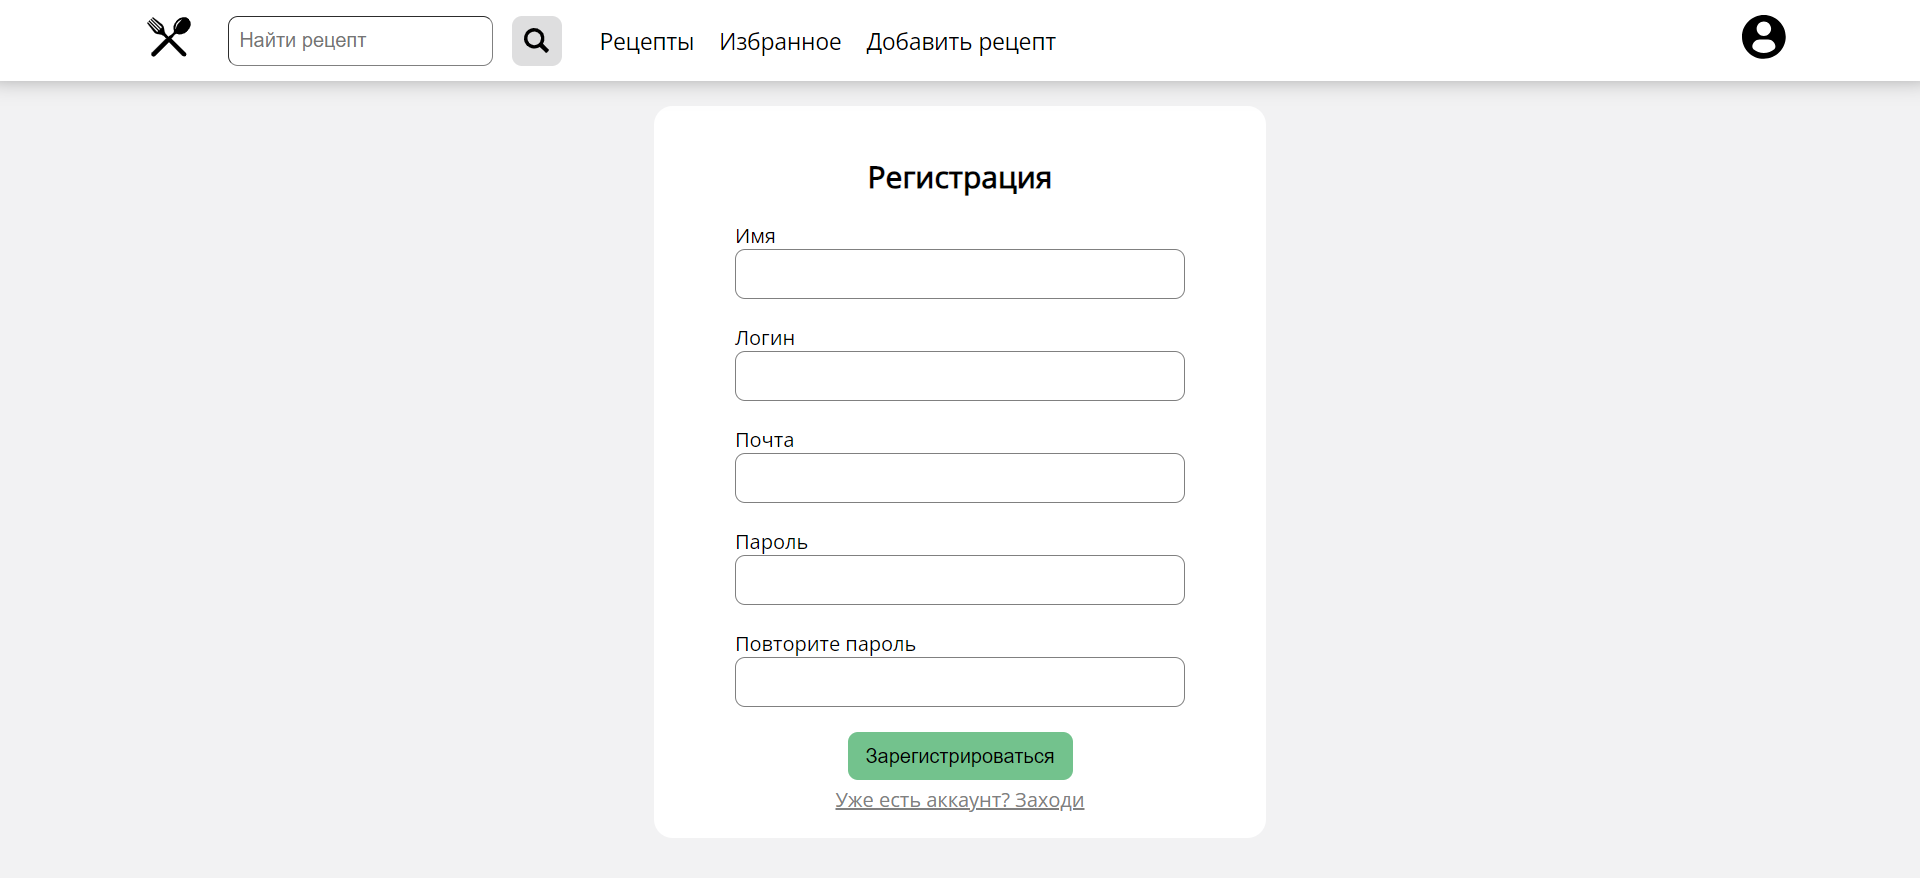 Найти рецепт
Рецепты Избранное Добавить рецепт
Регистрация
Имя
Логин
Почта
Пароль
Повторите пароль
Зарегистрироваться
Уже есть аккаунт? Заходи